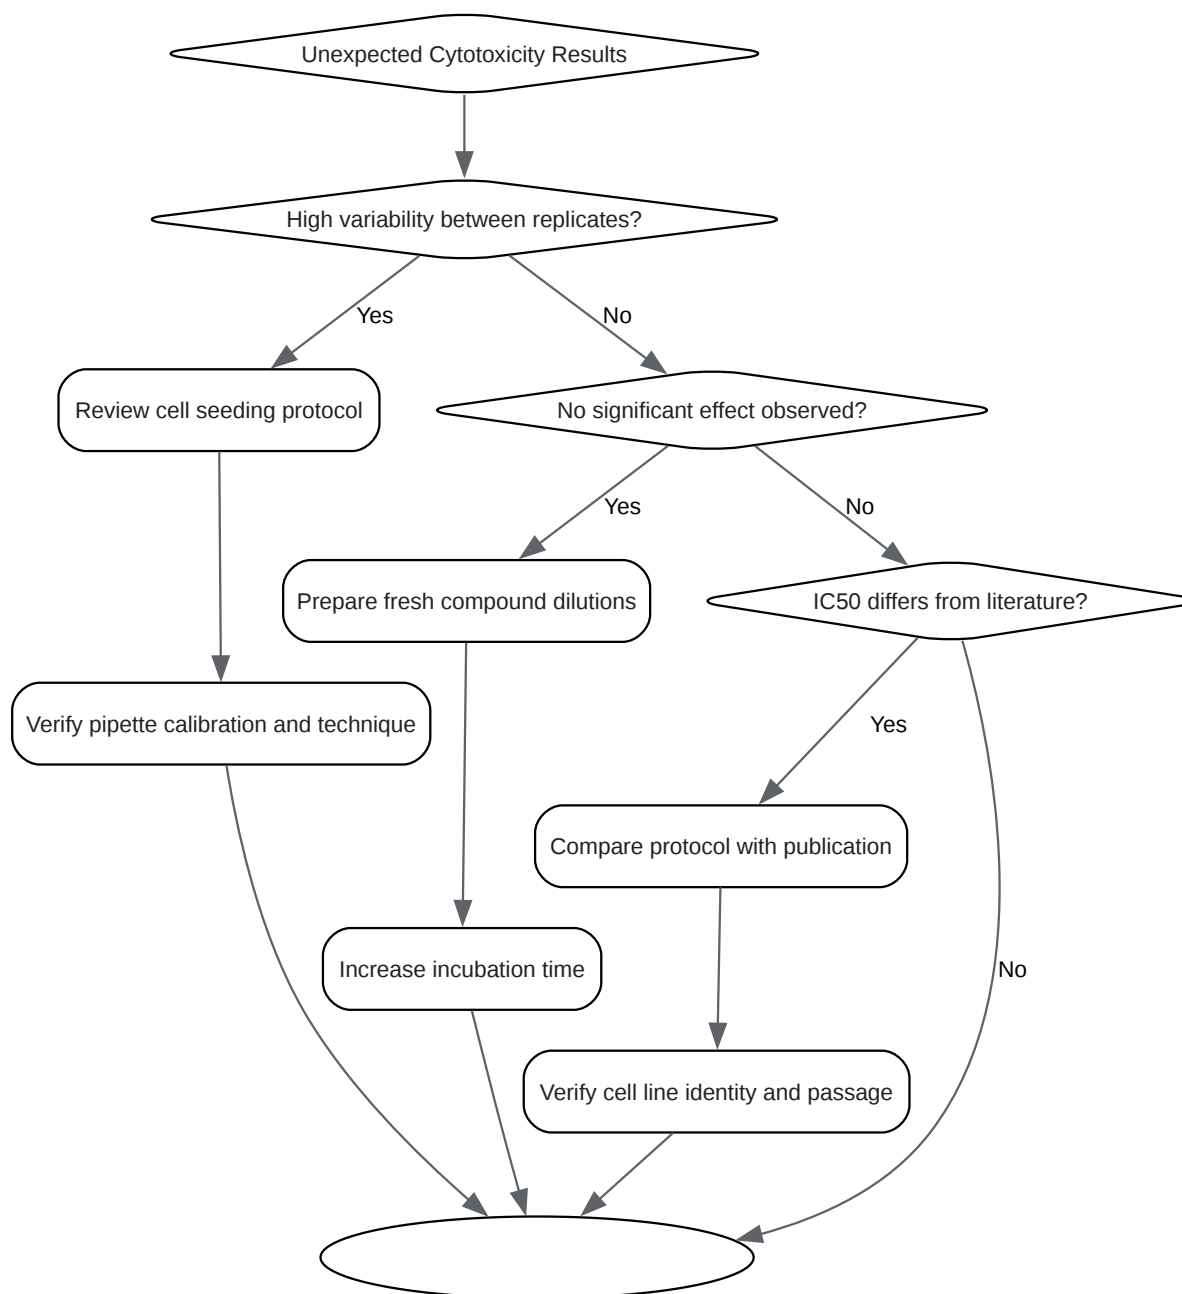 Unexpected Cytotoxicity Results
High variability between replicates?
Yes
No
Review cell seeding protocol
No significant effect observed?
Yes
No
Prepare fresh compound dilutions
IC50 differs from literature?
Verify pipette calibration and technique
Yes
Compare protocol with publication
Increase incubation time
No
Verify cell line identity and passage